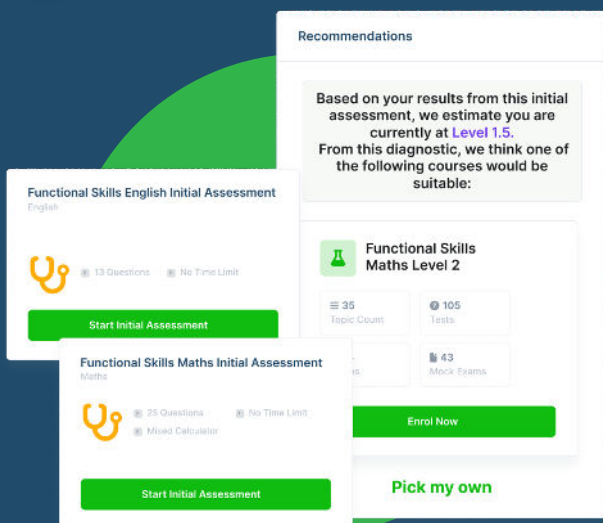 Recommendations
Based on your results from this initial
assessment, we estimate you are
currently at Level 1.5.
From this diagnostic, we think one of
the following courses would be
suitable:
Functional Skills English Initial Assessment
English
13 Questions
No Time Limit
Start Initial Assessment
Functional Skills
Maths Level 2
35
Topic Count
105
Tests
43
Mock Exams
Enrol Now
Pick my own
Functional Skills Maths Initial Assessment
Maths
25 Questions
No Time Limit
Mixed Calculator
Start Initial Assessment